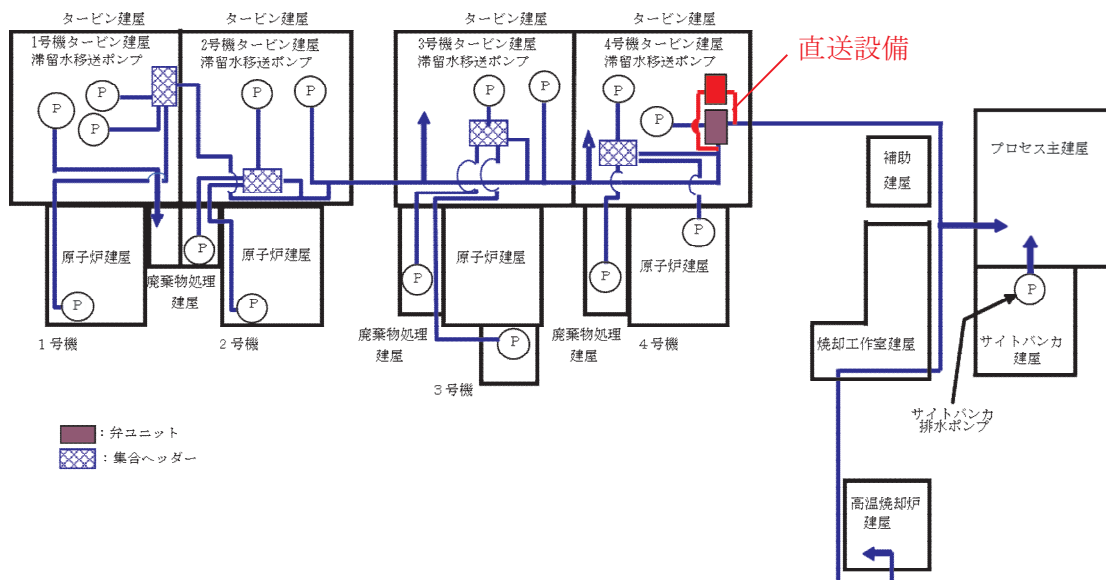 タービン建屋
タービン建屋
タービン建屋
タービン建屋
1号機タービン建屋
滞留水移送ポンプ
2号機タービン建屋
滞留水移送ポンプ
3号機タービン建屋
滞留水移送ポンプ
4号機タービン建屋
滞留水移送ポンプ
直送設備
P
P
P
P
P
P
P
P
P
補助
建屋
プロセス主建屋
原子炉建屋
P
原子炉建屋
原子炉建屋
P
原子炉建屋
廃棄物処理
建屋
P
P
P
P
P
廃棄物処理
建屋
廃棄物処理
建屋
1号機
2号機
P
3号機
4号機
焼却工作室建屋
サイトバンカ
建屋
サイトバンカ
排水ポンプ
：弁ユニット
：集合ヘッダー
高温焼却炉
建屋